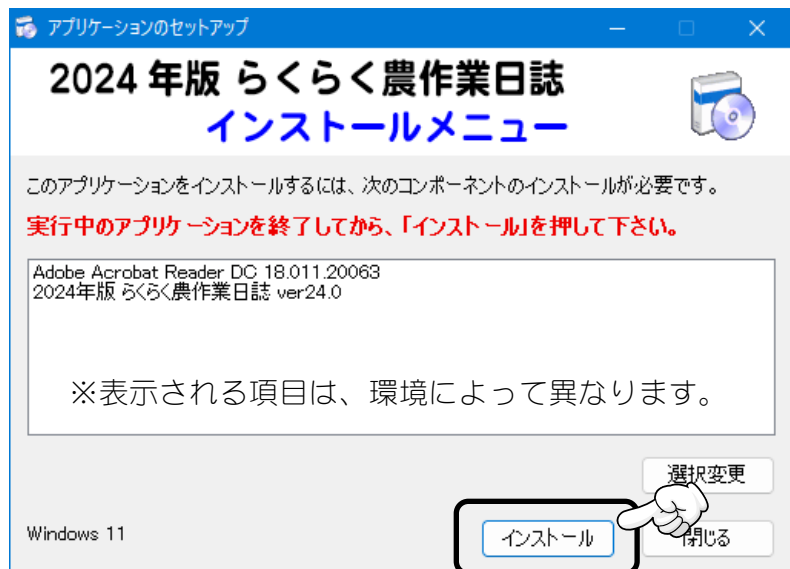 アプリケーションのセットアップ
2024 年版 らくらく農作業日誌
インストールメニュー
このアプリケーションをインストールするには、次のコンポーネントのインストールが必要です。
実行中のアプリケーションを終了してから、「インストール」を押して下さい。
Adobe Acrobat Reader DC 18.011.20063
2024年版 らくらく農作業日誌 ver24.0
※表示される項目は、環境によって異なります。
選択変更
Windows 11
インストール
閉じる